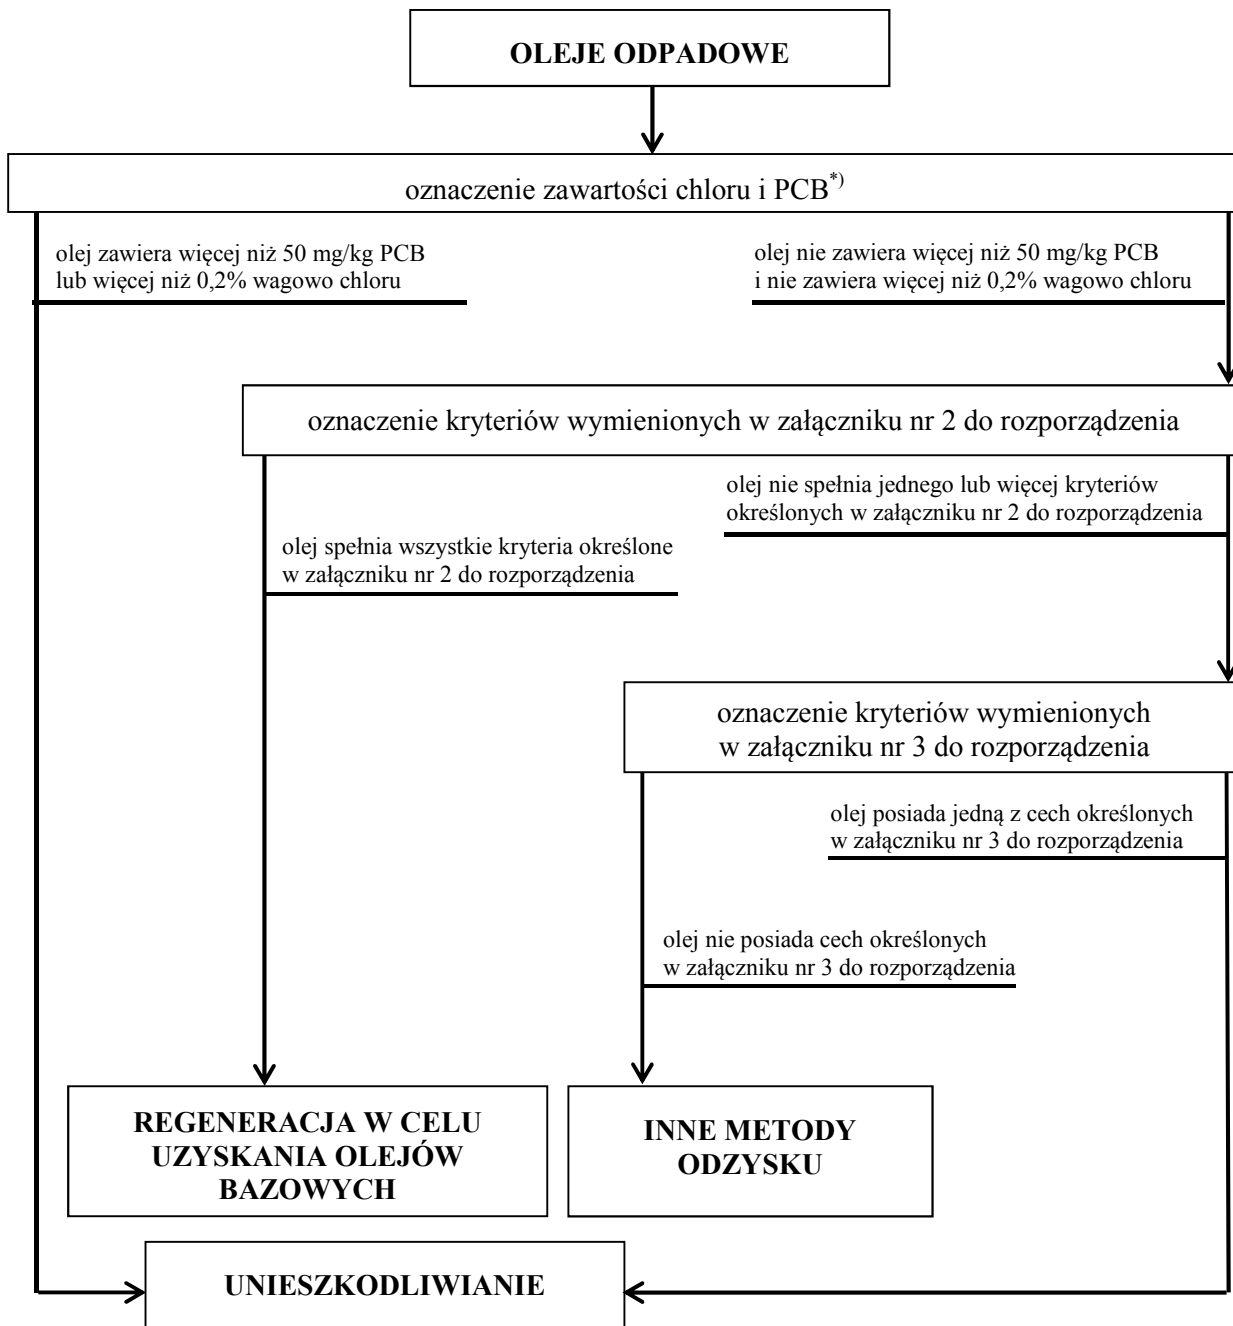 OLEJE ODPADOWE
oznaczenie zawartości chloru i PCB*)
olej zawiera więcej niż 50 mg/kg PCB
lub więcej niż 0,2% wagowo chloru
olej nie zawiera więcej niż 50 mg/kg PCB
i nie zawiera więcej niż 0,2% wagowo chloru
oznaczenie kryteriów wymienionych w załączniku nr 2 do rozporządzenia
olej nie spełnia jednego lub więcej kryteriów
określonych w załączniku nr 2 do rozporządzenia
olej spełnia wszystkie kryteria określone
w załączniku nr 2 do rozporządzenia
oznaczenie kryteriów wymienionych
w załączniku nr 3 do rozporządzenia
olej posiada jedną z cech określonych
w załączniku nr 3 do rozporządzenia
olej nie posiada cech określonych
w załączniku nr 3 do rozporządzenia
REGENERACJA W CELU
UZYSKANIA OLEJÓW
BAZOWYCH
INNE METODY
ODZYSKU
UNIESZKODLIWIANIE